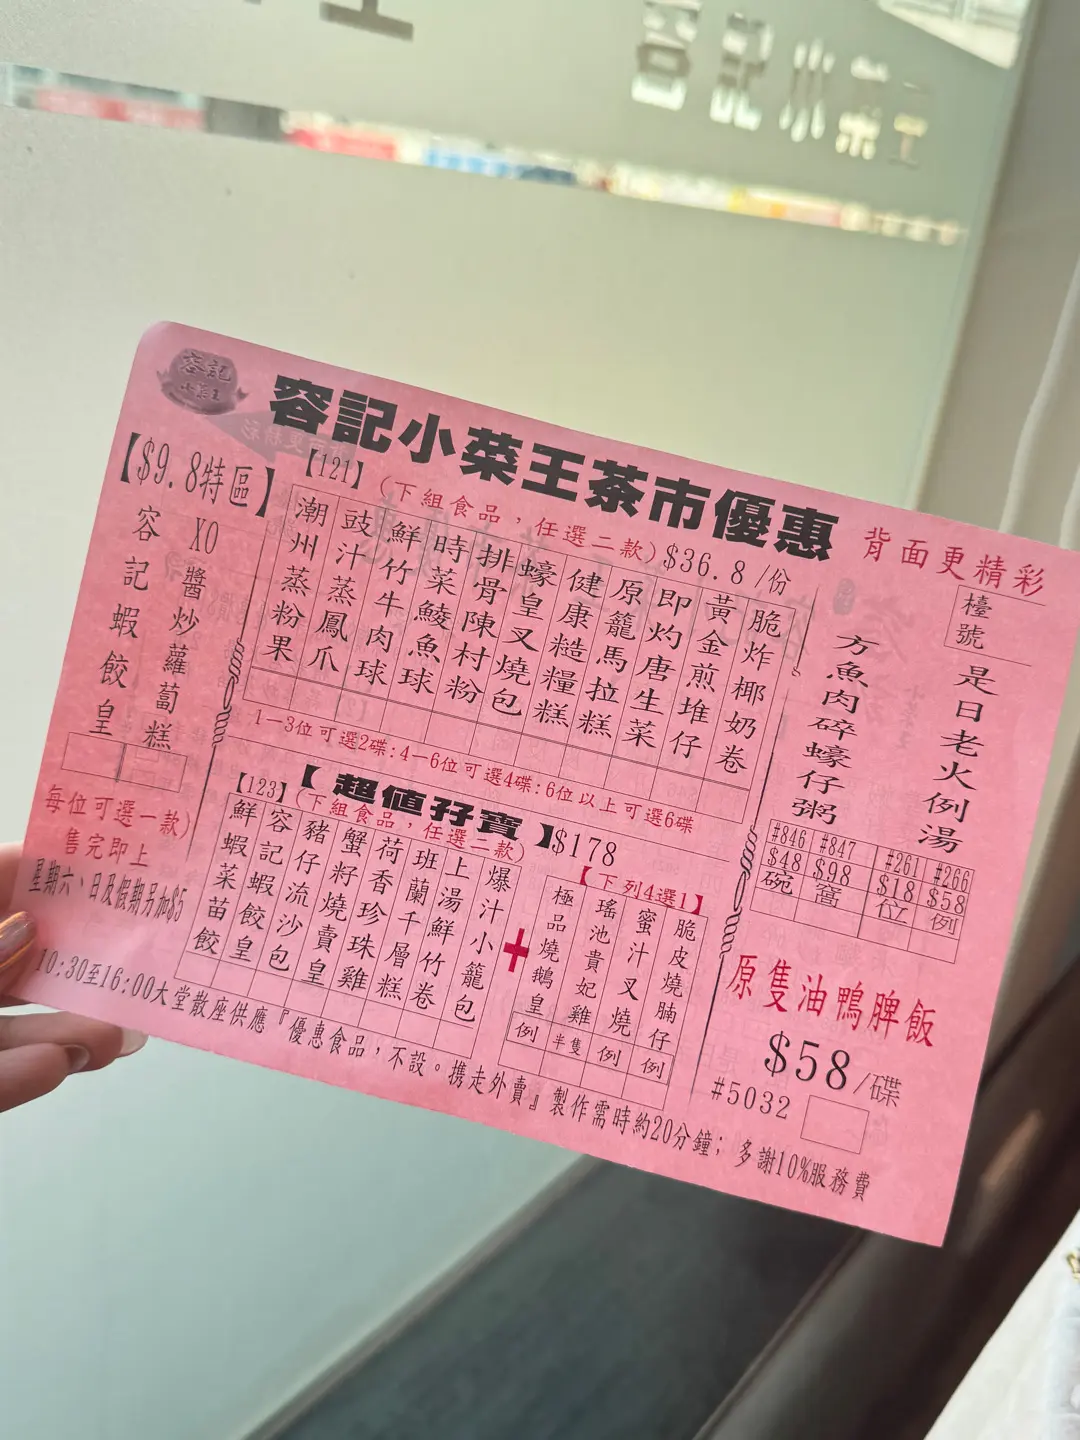 容記小菜王
容記
小菜王
容記小菜王茶市優惠
背面更精彩
【$9.8特區】
XO醬炒蘿蔔糕
容記蝦餃皇
每位可選一款)
售完即上
星期六、日及假期另加$5
【121】
(下組食品，任選二款)$36.8/份
脆炸椰奶卷
黃金煎堆仔
即灼唐生菜
原籠馬拉糕
健康糙糧糕
蠔皇叉燒包
排骨陳村粉
時菜鯪魚球
鮮竹牛肉球
豉汁蒸鳳爪
潮州蒸粉果
1一3位可選2碟:4一6位可選4碟:6位以上可選6碟
【123】
【超值孖寶】$178
(下組食品，任選二款)
爆汁小籠包
上湯鮮竹卷
班蘭千層糕
荷香珍珠雞
蟹籽燒賣皇
豬仔流沙包
容記蝦餃皇
鮮蝦菜苗餃
+
【下列4選1】
脆皮燒腩仔 例
蜜汁叉燒 例
瑤池貴妃雞 半隻
極品燒鵝皇 例
檯號
是日老火例湯
方魚肉碎蠔仔粥
#846 #847 #261 #266
$48 $98 $18 $58
碗 窩 位 例
原隻油鴨脾飯
$58/碟
#5032
10:30至16:00大堂散座供應『優惠食品，不設。携走外賣』製作需時約20分鐘；多謝10%服務費